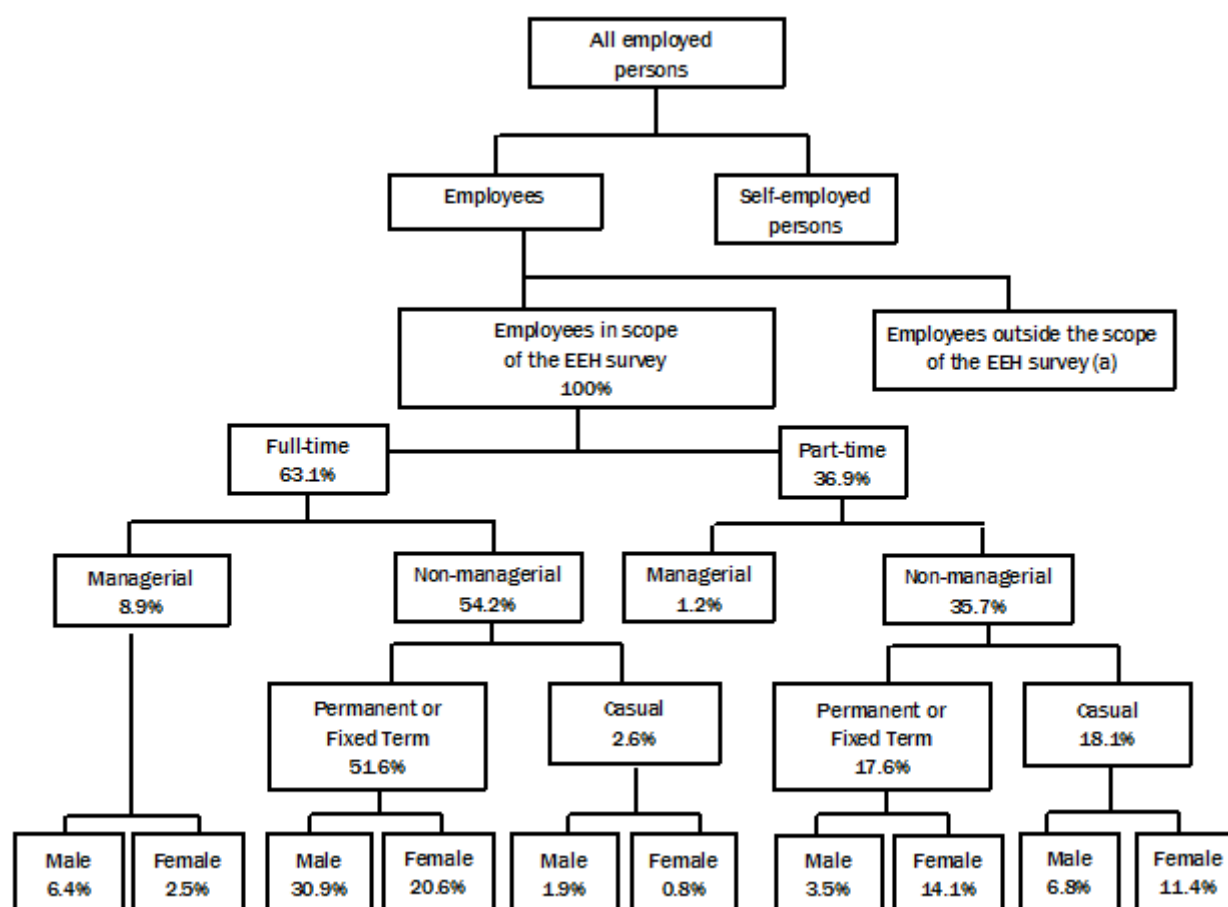 All employed
persons
Employees
Self-employed
persons
Employees in scope
of the EEH survey
100%
Employees outside the scope
of the EEH survey (a)
Full-time
63.1%
Part-time
36.9%
Managerial
8.9%
Non-managerial
54.2%
Managerial
1.2%
Non-managerial
35.7%
Permanent or
Fixed Term
51.6%
Casual
2.6%
Permanent or
Fixed Term
17.6%
Casual
18.1%
Male
6.4%
Female
2.5%
Male
30.9%
Female
20.6%
Male
1.9%
Female
0.8%
Male
3.5%
Female
14.1%
Male
6.8%
Female
11.4%